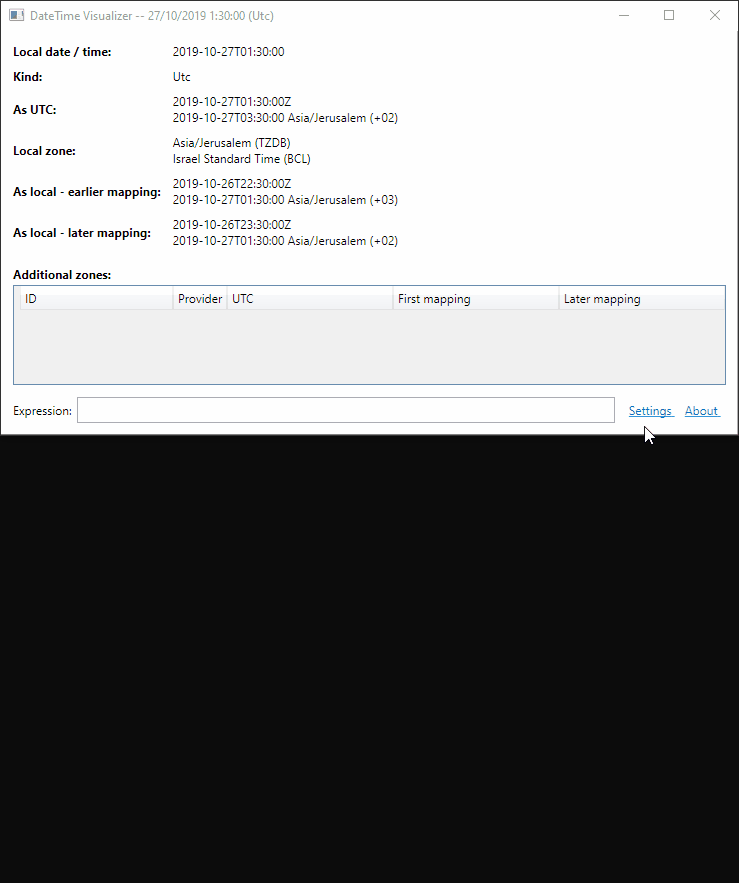 DateTime Visualizer -- 27/10/2019 1:30:00 (Utc)
Local date / time: 2019-10-27T01:30:00
Kind: Utc
As UTC: 2019-10-27T01:30:00Z
2019-10-27T03:30:00 Asia/Jerusalem (+02)
Local zone: Asia/Jerusalem (TZDB)
Israel Standard Time (BCL)
As local - earlier mapping: 2019-10-26T22:30:00Z
2019-10-27T01:30:00 Asia/Jerusalem (+03)
As local - later mapping: 2019-10-26T23:30:00Z
2019-10-27T01:30:00 Asia/Jerusalem (+02)
Additional zones:
ID Provider UTC First mapping Later mapping
Expression: Settings About